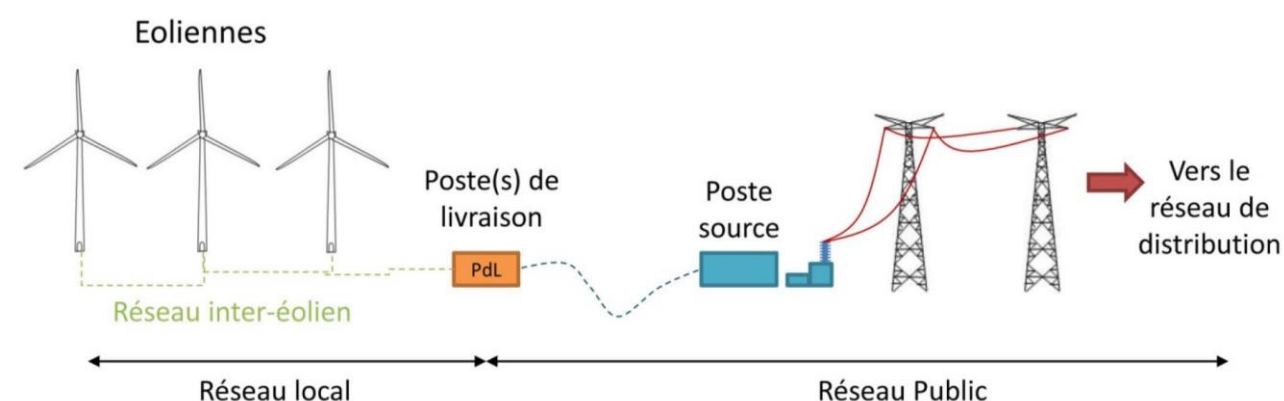 Eoliennes
Poste(s) de
livraison
PdL
Poste
source
Vers le
réseau de
distribution
Réseau inter-éolien
Réseau local
Réseau Public